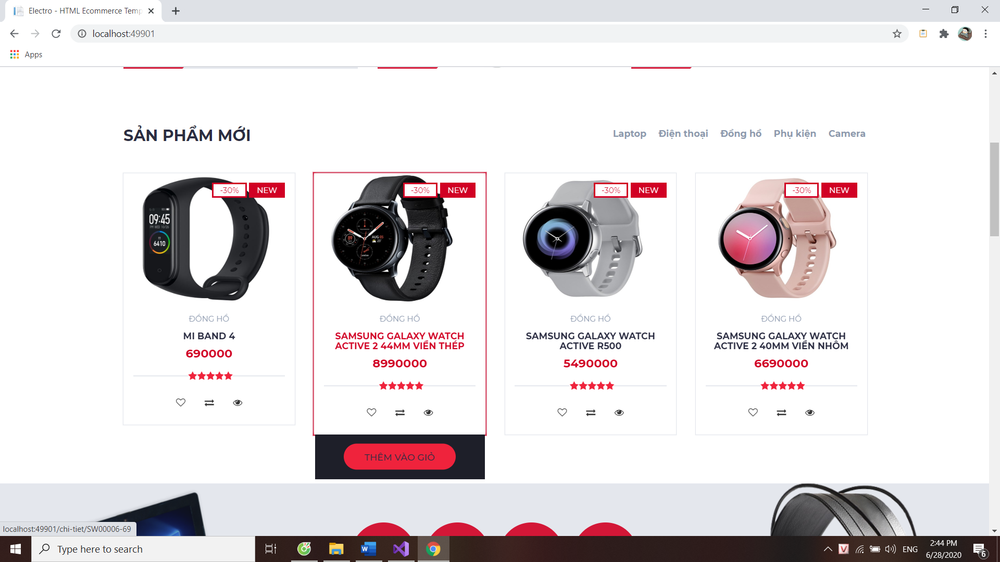 Electro - HTML Ecommerce Temp
localhost:49901
Apps
SẢN PHẨM MỚI
Laptop Điện thoại Đồng hồ Phụ kiện Camera
-30% NEW
-30% NEW
-30% NEW
-30% NEW
09:45
6410
AUG 05
23°
ĐỒNG HỒ
MI BAND 4
690000
ĐỒNG HỒ
SAMSUNG GALAXY WATCH
ACTIVE 2 44MM VIỀN THÉP
8990000
THÊM VÀO GIỎ
ĐỒNG HỒ
SAMSUNG GALAXY WATCH
ACTIVE R500
5490000
ĐỒNG HỒ
SAMSUNG GALAXY WATCH
ACTIVE 2 40MM VIỀN NHÔM
6690000
localhost:49901/chi-tiet/SW00006-69
Type here to search
ENG
2:44 PM
6/28/2020
6